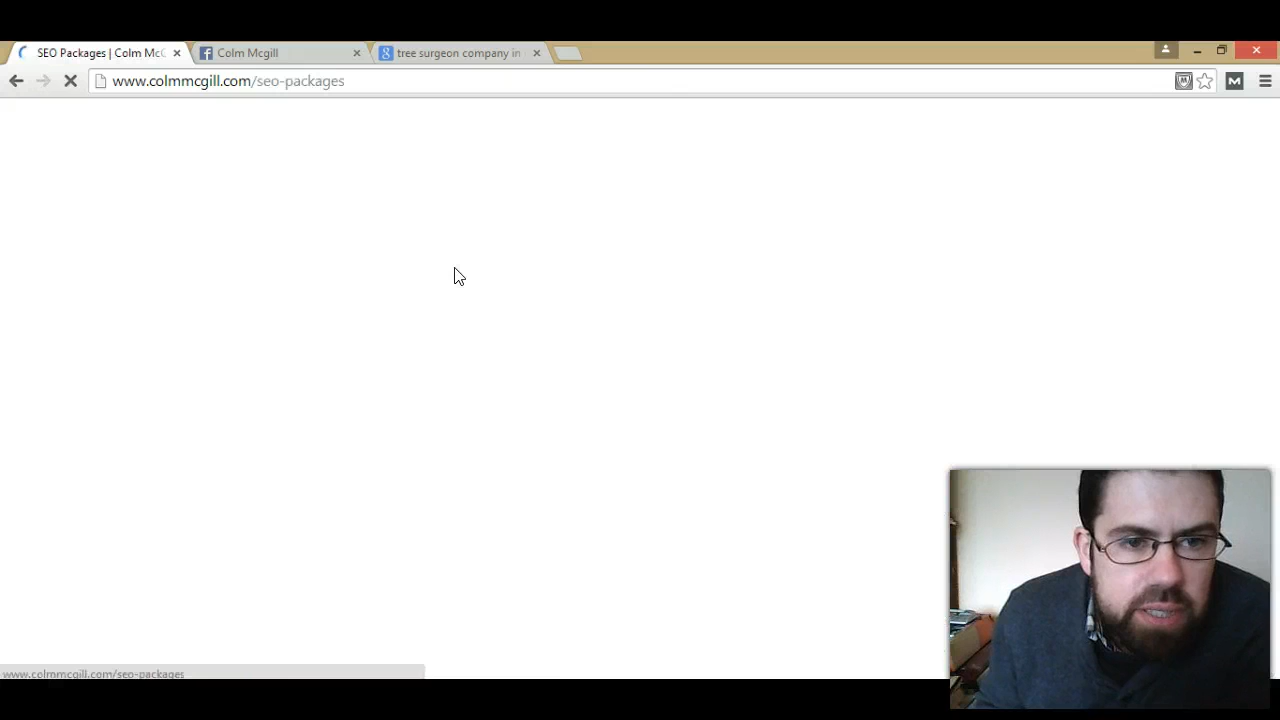 SEO Packages | Colm McG
Colm Mcgill
tree surgeon company in
www.colmmcgill.com/seo-packages
www.colmmcgill.com/seo-packages